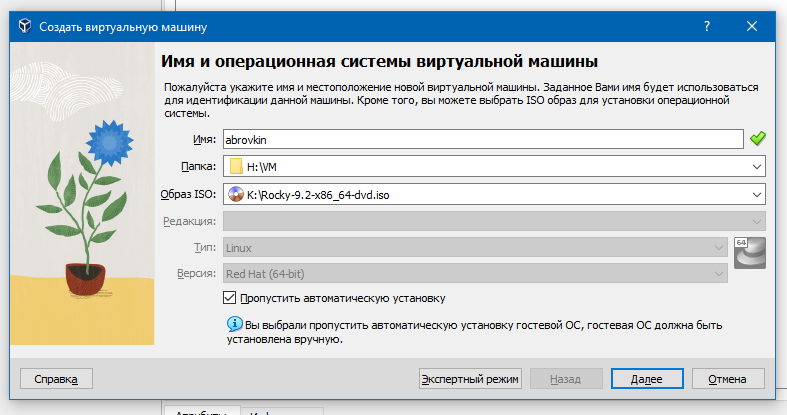 Создать виртуальную машину
Имя и операционная системы виртуальной машины
Пожалуйста укажите имя и местоположение новой виртуальной машины. Заданное Вами имя будет использоваться
для идентификации данной машины. Кроме того, вы можете выбрать ISO образ для установки операционной
системы.
Имя: abrovkin
Папка: H:\VM
Образ ISO: K:\Rocky-9.2-x86_64-dvd.iso
Редакция:
Тип: Linux 64
Версия: Red Hat (64-bit)
Пропустить автоматическую установку
Вы выбрали пропустить автоматическую установку гостевой ОС, гостевая ОС должна быть
установлена вручную.
Справка Экспертный режим Назад Далее Отмена